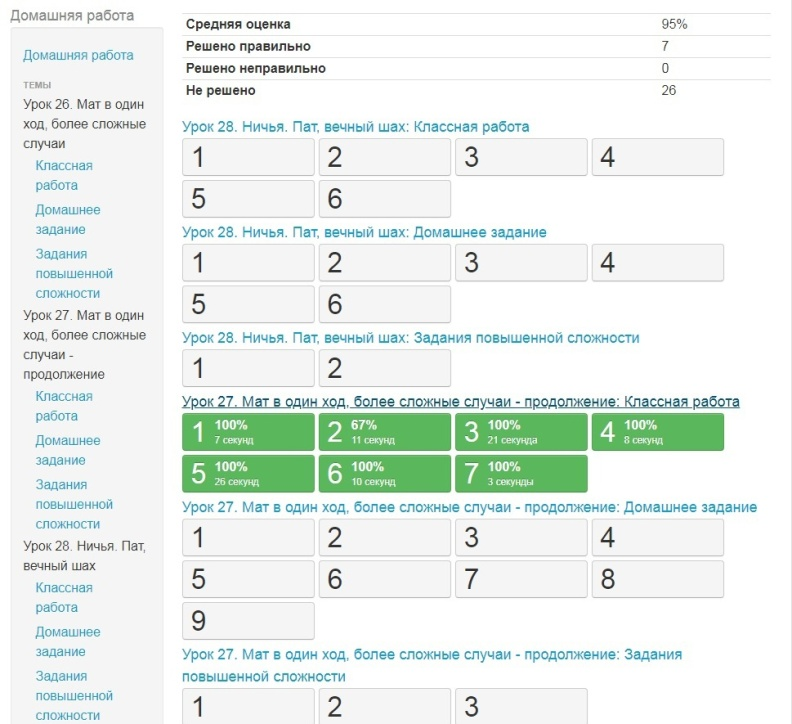 Домашняя работа
Домашняя работа
ТЕМЫ
Урок 26. Мат в один
ход, более сложные
случаи
Классная
работа
Домашнее
задание
Задания
повышенной
сложности
Урок 27. Мат в один
ход, более сложные
случаи -
продолжение
Классная
работа
Домашнее
задание
Задания
повышенной
сложности
Урок 28. Ничья. Пат,
вечный шах
Классная
работа
Домашнее
задание
Задания
повышенной
сложности
Средняя оценка 95%
Решено правильно 7
Решено неправильно 0
Не решено 26
Урок 28. Ничья. Пат, вечный шах: Классная работа
1 2 3 4
5 6
Урок 28. Ничья. Пат, вечный шах: Домашнее задание
1 2 3 4
5 6
Урок 28. Ничья. Пат, вечный шах: Задания повышенной сложности
1 2
Урок 27. Мат в один ход, более сложные случаи - продолжение: Классная работа
1 100% 7 секунд 2 67% 11 секунд 3 100% 21 секунда 4 100% 8 секунд
5 100% 26 секунд 6 100% 10 секунд 7 100% 3 секунды
Урок 27. Мат в один ход, более сложные случаи - продолжение: Домашнее задание
1 2 3 4
5 6 7 8
9
Урок 27. Мат в один ход, более сложные случаи - продолжение: Задания
повышенной сложности
1 2 3